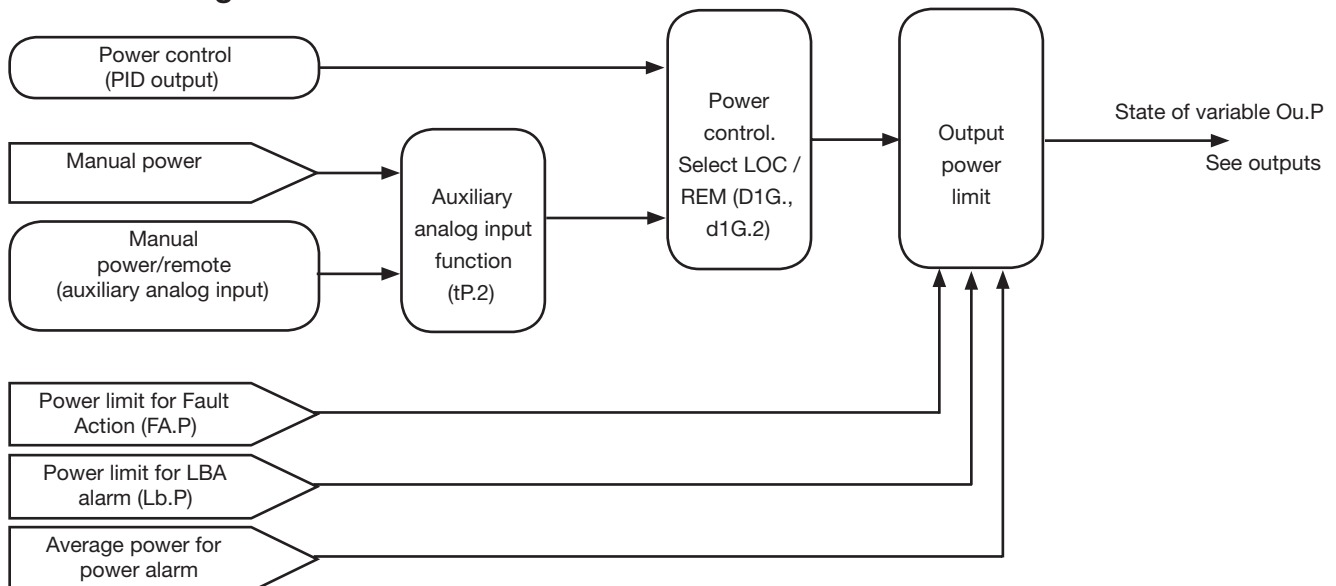 Power control
(PID output)
Manual power
Manual
power/remote
(auxiliary analog input)
Auxiliary
analog input
function
(tP.2)
Power
control.
Select LOC /
REM (D1G.,
d1G.2)
Output
power
limit
State of variable Ou.P
See outputs
Power limit for Fault
Action (FA.P)
Power limit for LBA
alarm (Lb.P)
Average power for
power alarm